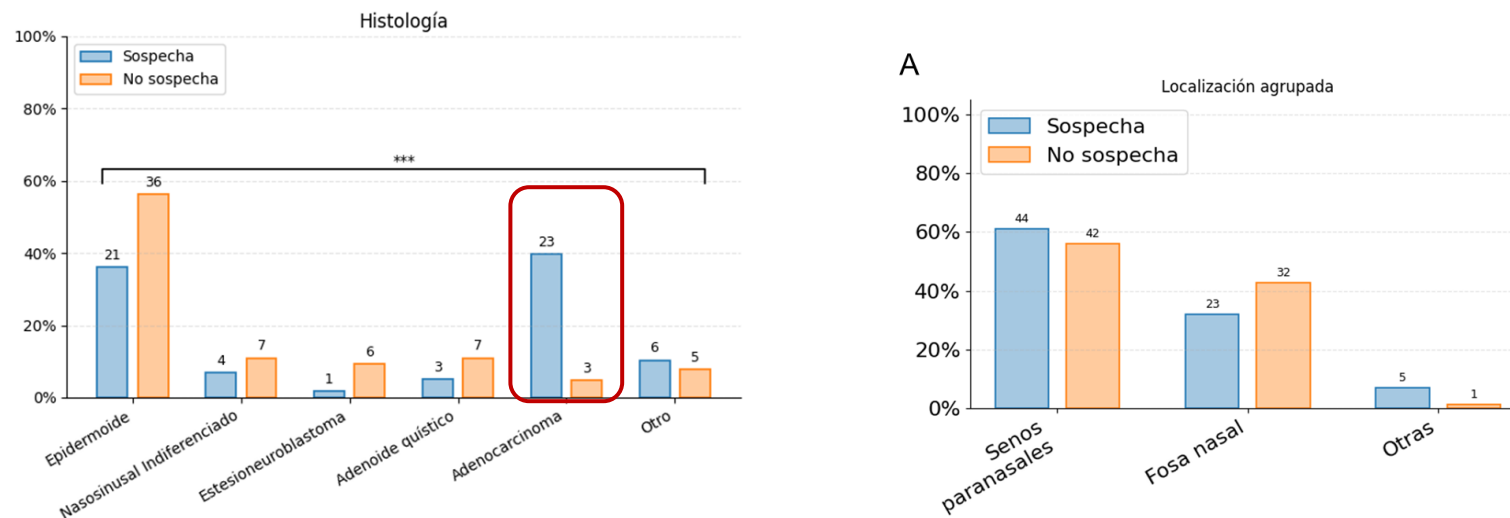 Histología
100%
80%
60%
40%
20%
0%
Sospecha
No sospecha
***
21
36
4
7
1
6
3
7
23
3
6
5
Epidermoide
Nasosinusal Indiferenciado
Estesioneuroblastoma
Adenoide quístico
Adenocarcinoma
Otro
A
Localización agrupada
100%
80%
60%
40%
20%
0%
Sospecha
No sospecha
44
42
23
32
5
1
Senos
paranasales
Fosa nasal
Otras